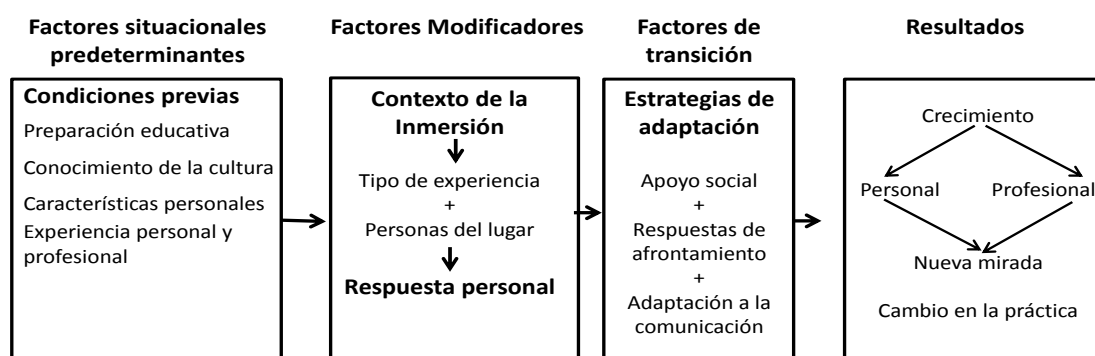 Factores situacionales
predeterminantes
Condiciones previas
Preparación educativa
Conocimiento de la cultura
Características personales
Experiencia personal y
profesional
Factores Modificadores
Contexto de la
Inmersión
Tipo de experiencia
+
Personas del lugar
Respuesta personal
Factores de
transición
Estrategias de
adaptación
Apoyo social
+
Respuestas de
afrontamiento
+
Adaptación a la
comunicación
Resultados
Crecimiento
Personal
Profesional
Nueva mirada
Cambio en la práctica